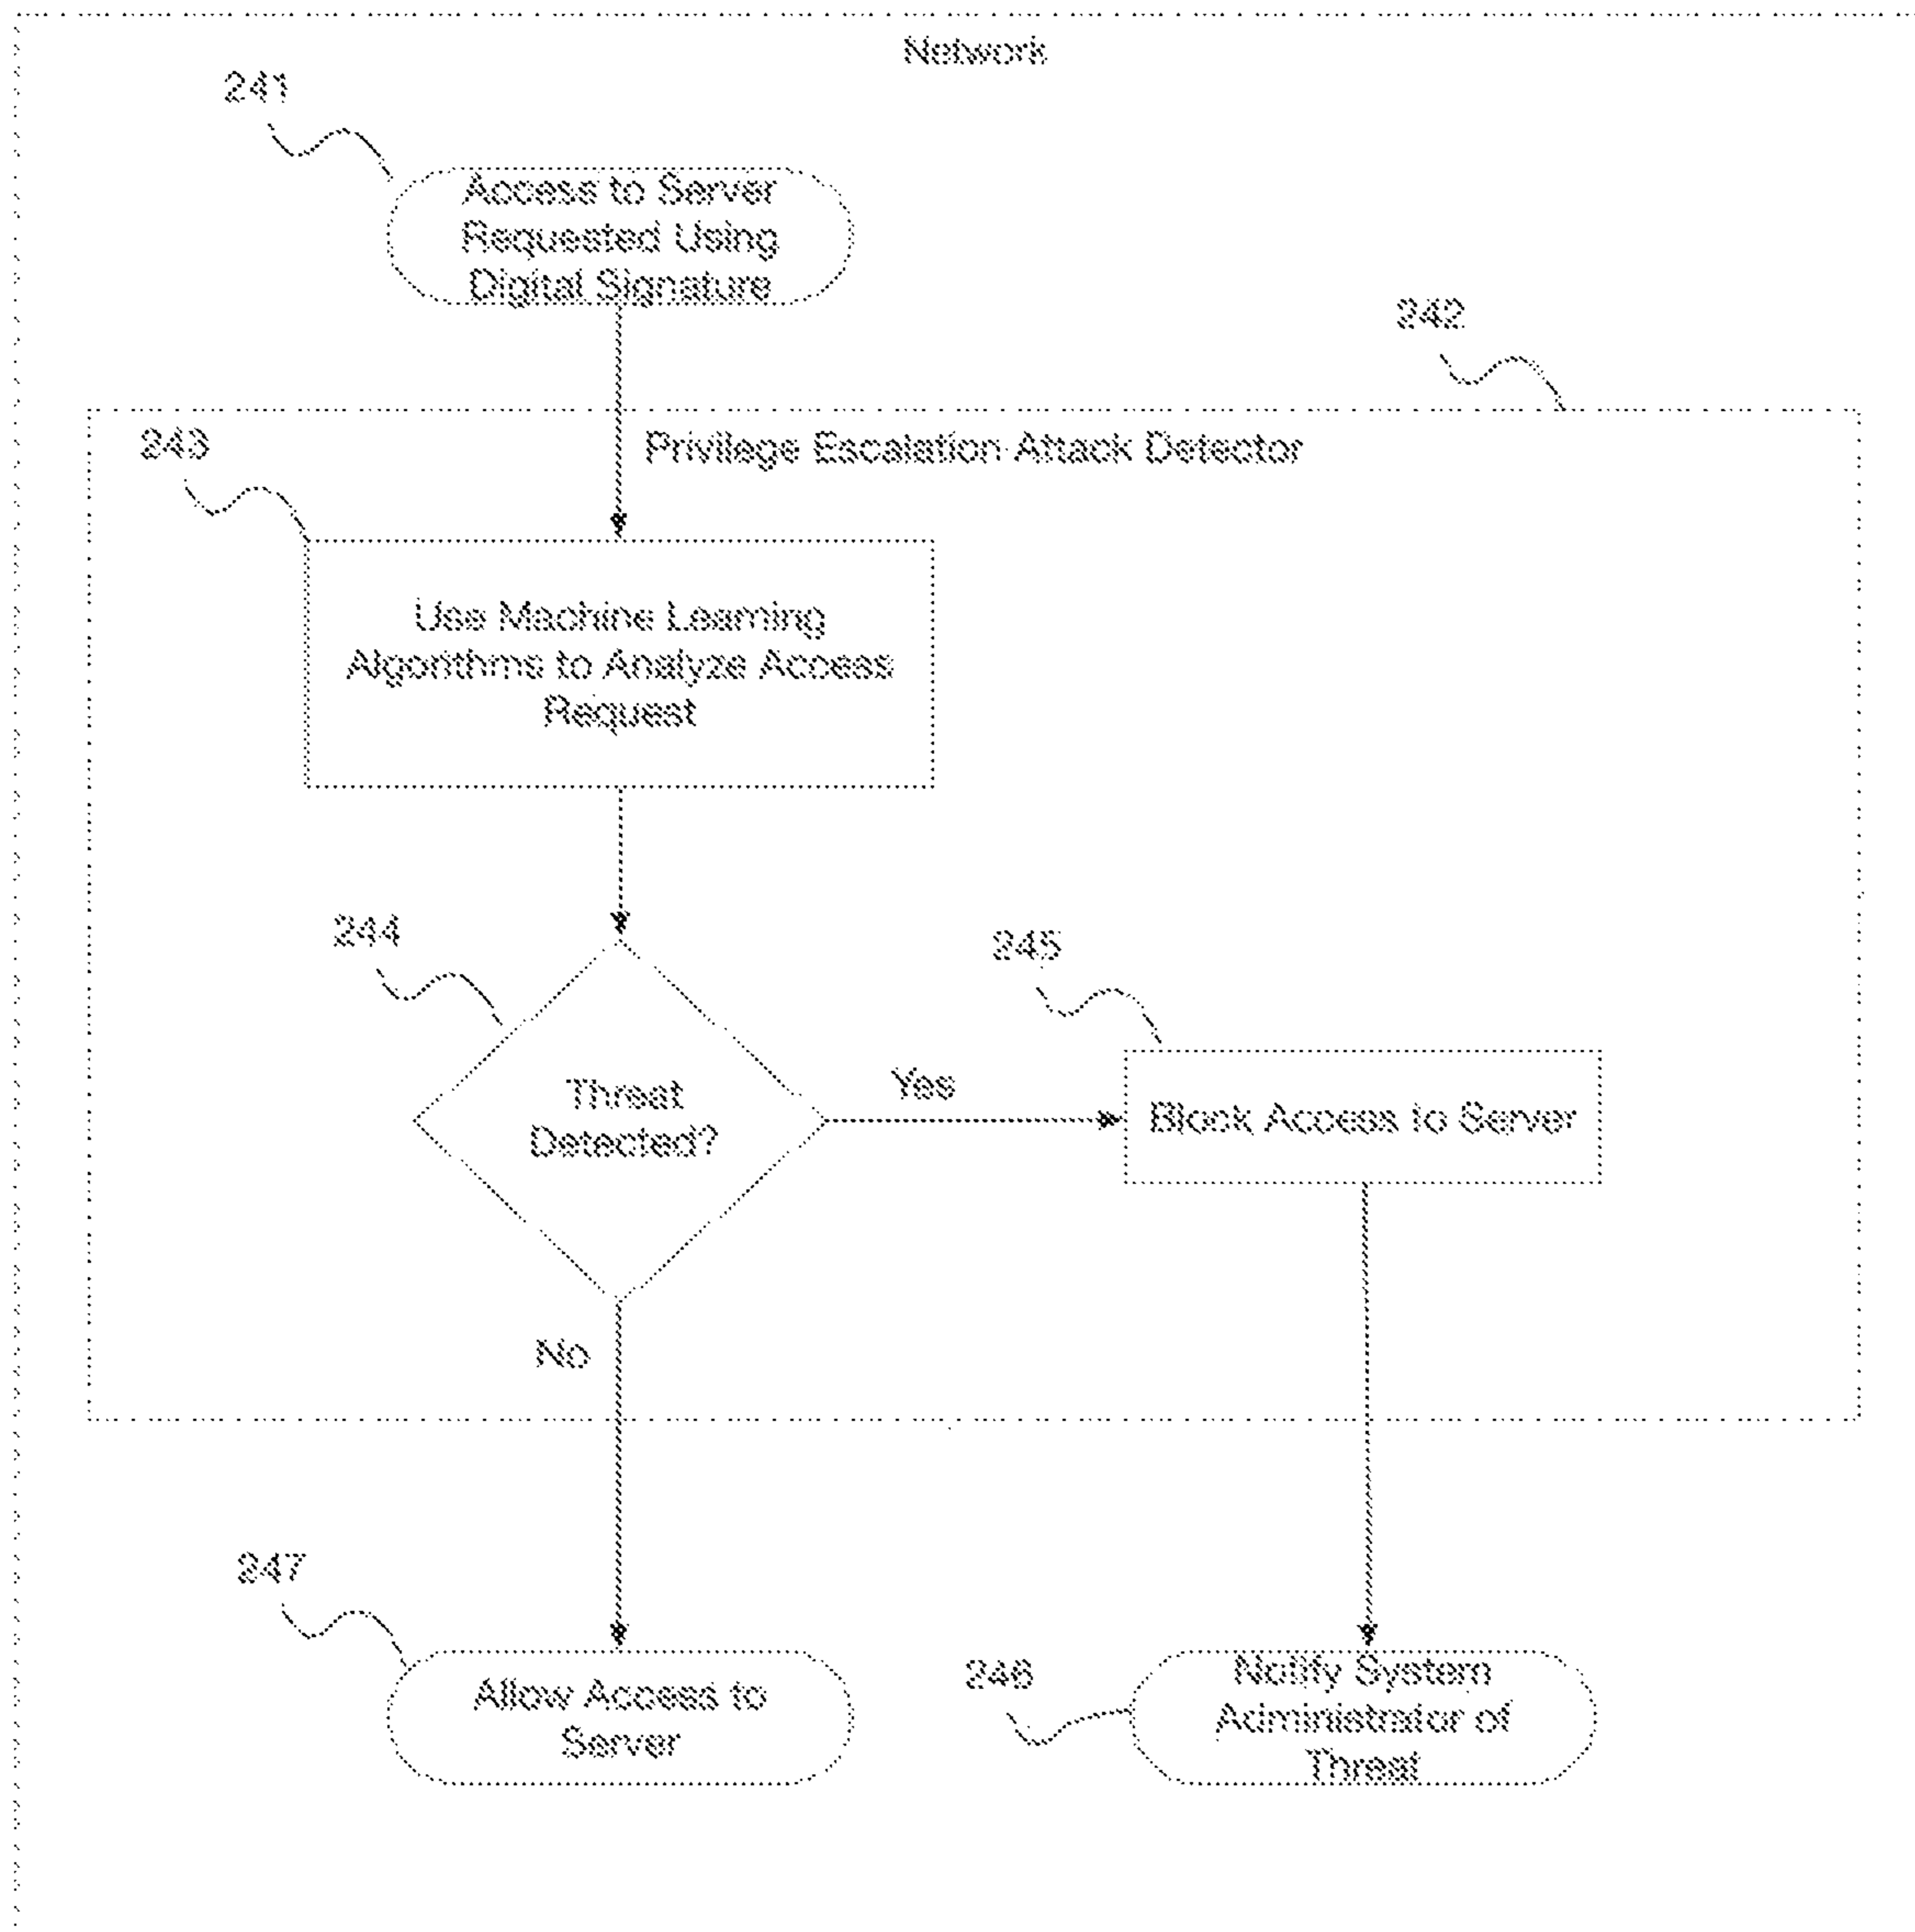 Network
241
Access to Server
Requested Using
Digital Signature
242
243
Privilege Escalation Attack Detector
Use Machine Learning
Algorithms to Analyze Access
Request
244
245
Threat
Detected?
Yes
Block Access to Server
No
247
246
Allow Access to
Server
Notify System
Administrator of
Threat